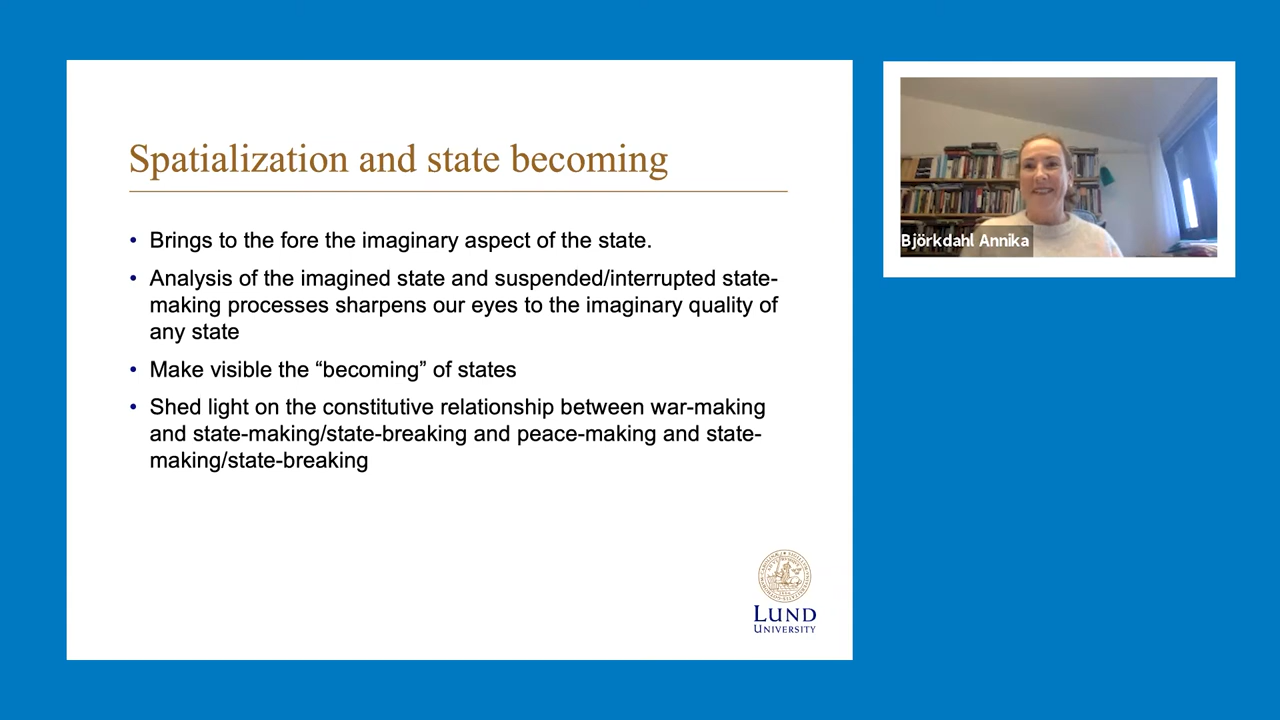 Spatialization and state becoming
• Brings to the fore the imaginary aspect of the state.
• Analysis of the imagined state and suspended/interrupted state-
making processes sharpens our eyes to the imaginary quality of
any state
• Make visible the “becoming” of states
• Shed light on the constitutive relationship between war-making
and state-making/state-breaking and peace-making and state-
making/state-breaking
LUND
UNIVERSITY
Björkdahl Annika